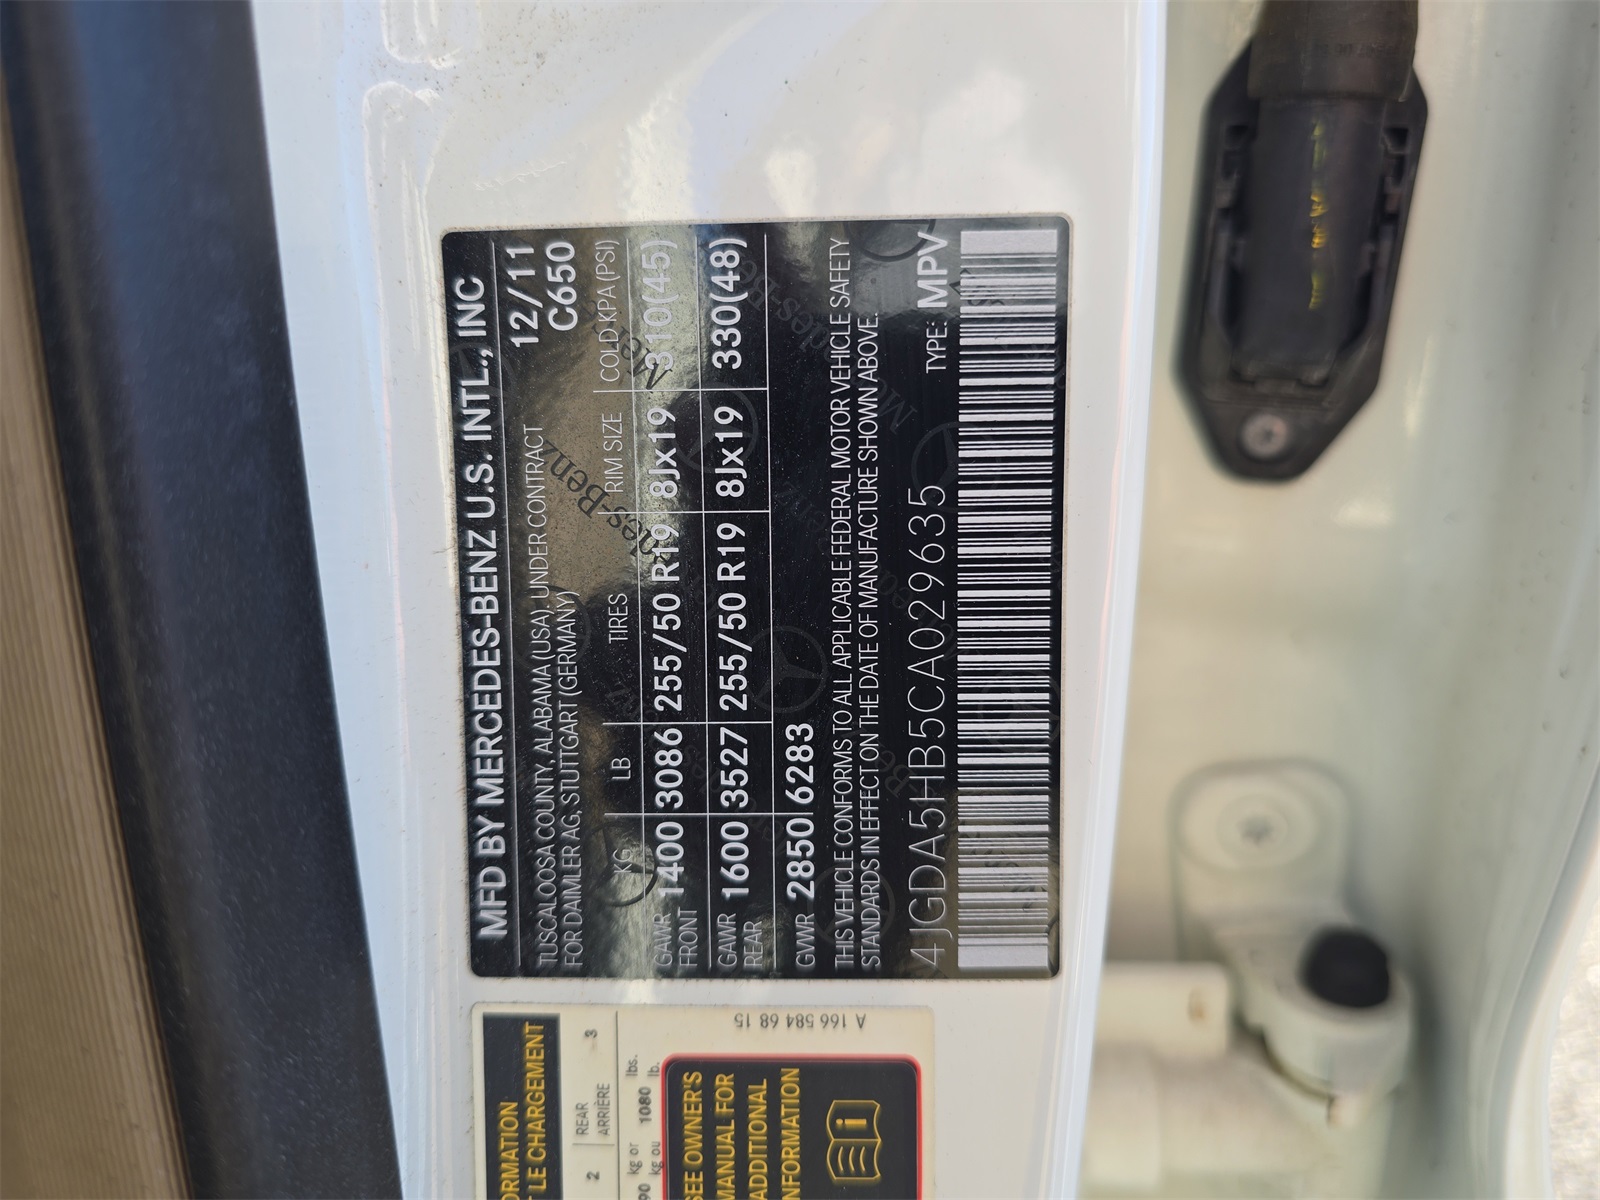 MFD BY MERCEDES-BENZ U.S. INTL., INC
TUSCALOOSA COUNTY, ALABAMA (USA), UNDER CONTRACT 12/11
FOR DAIMLER AG, STUTTGART (GERMANY) C650
KG LB TIRES RIM SIZE COLD KPA (PSI)
GAWR FRONT 1400 3086 255/50 R19 8Jx19 310(45)
GAWR REAR 1600 3527 255/50 R19 8Jx19 330(48)
GVWR 2850 6283
THIS VEHICLE CONFORMS TO ALL APPLICABLE FEDERAL MOTOR VEHICLE SAFETY
STANDARDS IN EFFECT ON THE DATE OF MANUFACTURE SHOWN ABOVE.
4JGDA5HB5CA029635 TYPE: MPV
LE CHARGEMENT
2 REAR 3
ARRIÈRE
kg or 1080 lbs.
kg ou lb.
A 166 584 68 15
SEE OWNER'S
MANUAL FOR
ADDITIONAL
INFORMATION